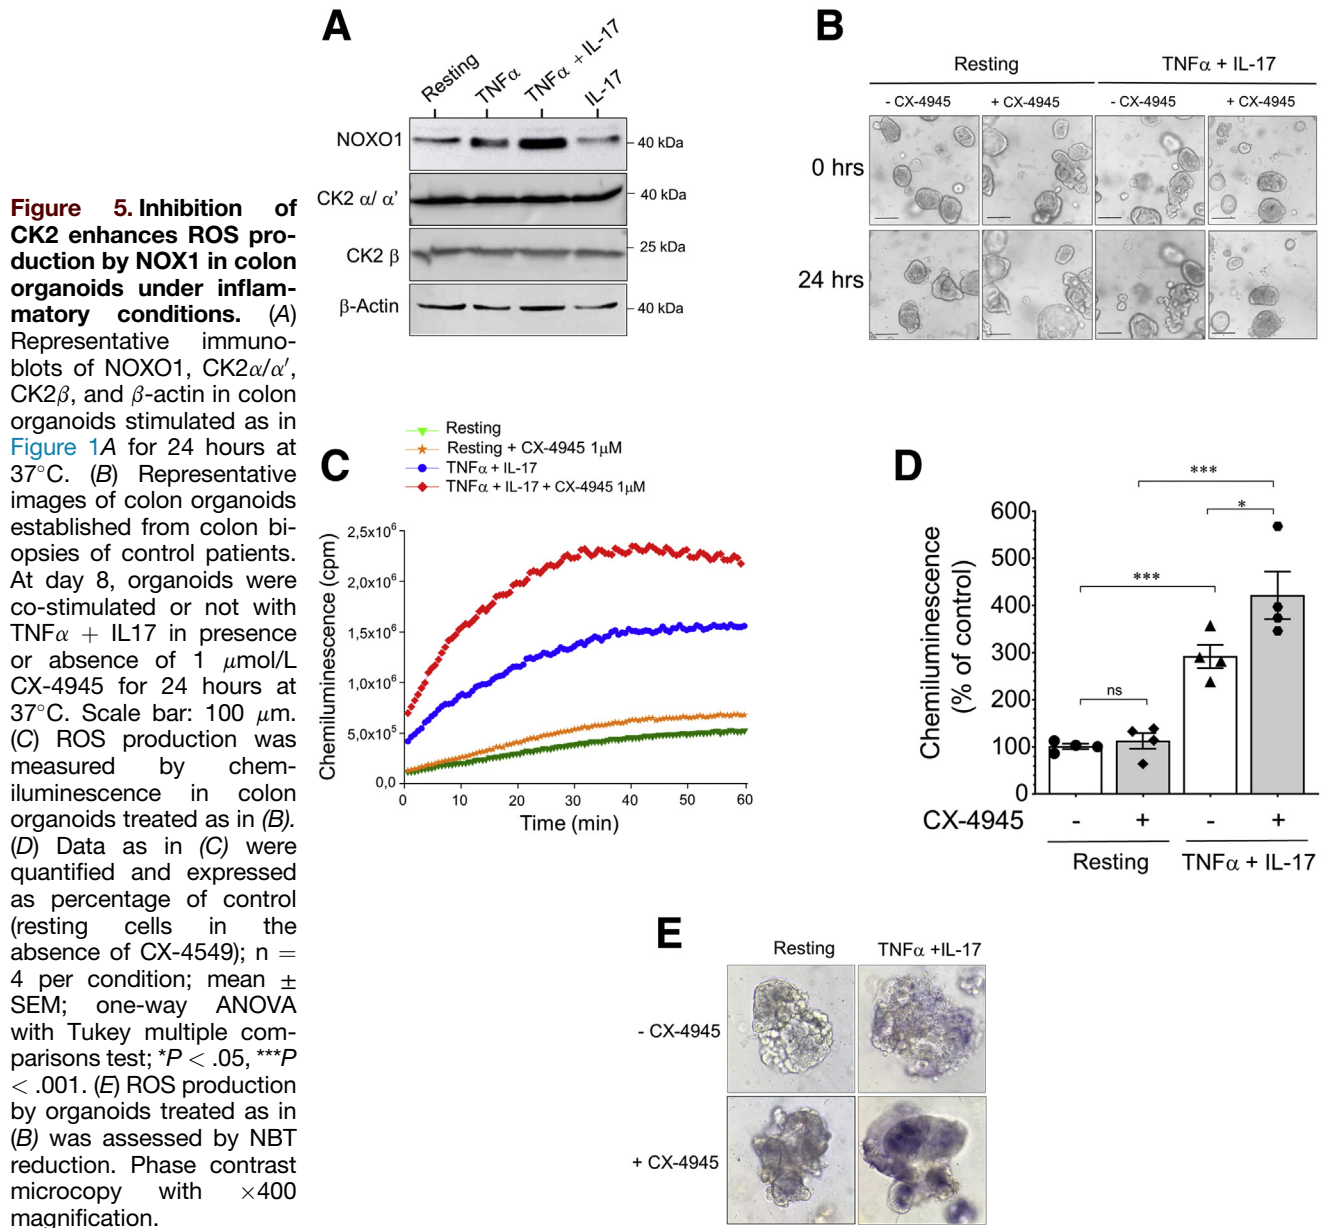 Figure 5. Inhibition of
CK2 enhances ROS pro-
duction by NOX1 in colon
organoids under inflam-
matory conditions. (A)
Representative immuno-
blots of NOXO1, CK2α/α′,
CK2β, and β-actin in colon
organoids stimulated as in
Figure 1A for 24 hours at
37°C. (B) Representative
images of colon organoids
established from colon bi-
opsies of control patients.
At day 8, organoids were
co-stimulated or not with
TNFα + IL17 in presence
or absence of 1 μmol/L
CX-4945 for 24 hours at
37°C. Scale bar: 100 μm.
(C) ROS production was
measured by chem-
iluminescence in colon
organoids treated as in (B).
(D) Data as in (C) were
quantified and expressed
as percentage of control
(resting cells in the
absence of CX-4549); n =
4 per condition; mean ±
SEM; one-way ANOVA
with Tukey multiple com-
parisons test; *P < .05, ***P
< .001. (E) ROS production
by organoids treated as in
(B) was assessed by NBT
reduction. Phase contrast
microcopy with ×400
magnification.
A
Resting TNFα TNFα + IL-17 IL-17
NOXO1 40 kDa
CK2 α/ α' 40 kDa
CK2 β 25 kDa
β-Actin 40 kDa
B
Resting TNFα + IL-17
- CX-4945 + CX-4945 - CX-4945 + CX-4945
0 hrs
24 hrs
C
Resting
Resting + CX-4945 1μM
TNFα + IL-17
TNFα + IL-17 + CX-4945 1μM
Chemiluminescence (cpm)
2,5x10⁶
2,0x10⁶
1,5x10⁶
1,0x10⁶
5,0x10⁵
0,0
0 10 20 30 40 50 60
Time (min)
D
Chemiluminescence
(% of control)
***
*
***
ns
600
500
400
300
200
100
0
CX-4945 - + - +
Resting TNFα + IL-17
E
Resting TNFα +IL-17
- CX-4945
+ CX-4945